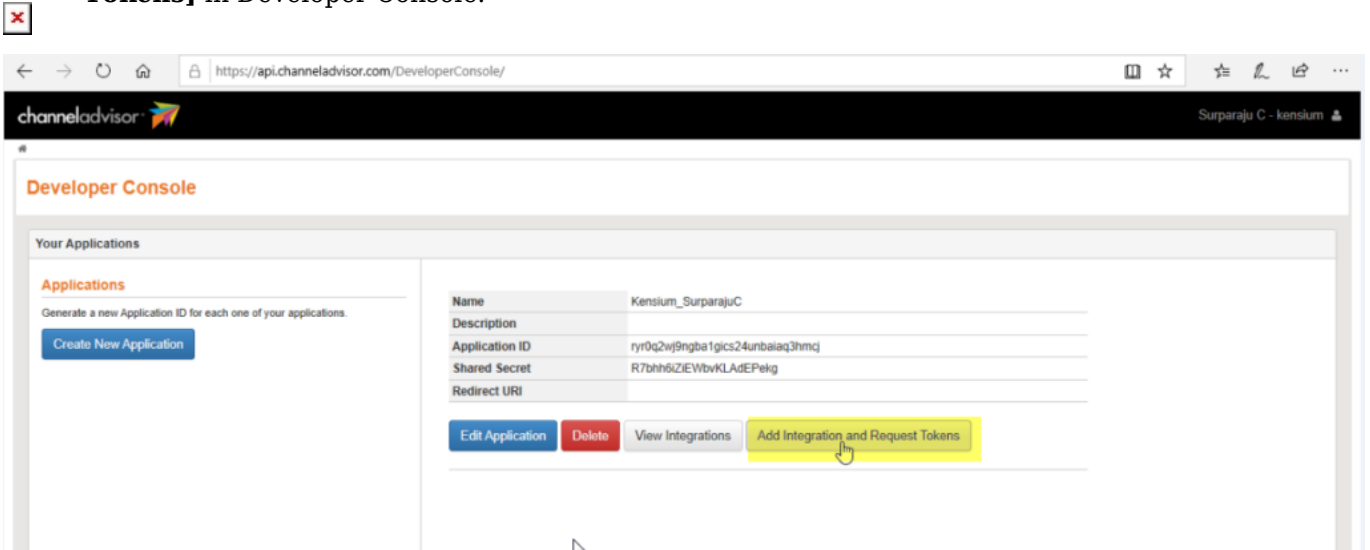 Tokens] in Developer Console.
https://api.channeladvisor.com/DeveloperConsole/
channeladvisor
Surparaju C - kensium
Developer Console
Your Applications
Applications
Generate a new Application ID for each one of your applications.
Create New Application
Name Kensium_SurparajuC
Description
Application ID ryr0q2wj9ngba1gics24unbaiaq3hmcj
Shared Secret R7bhh6iZiEWbvKLAdEPekg
Redirect URI
Edit Application Delete View Integrations Add Integration and Request Tokens